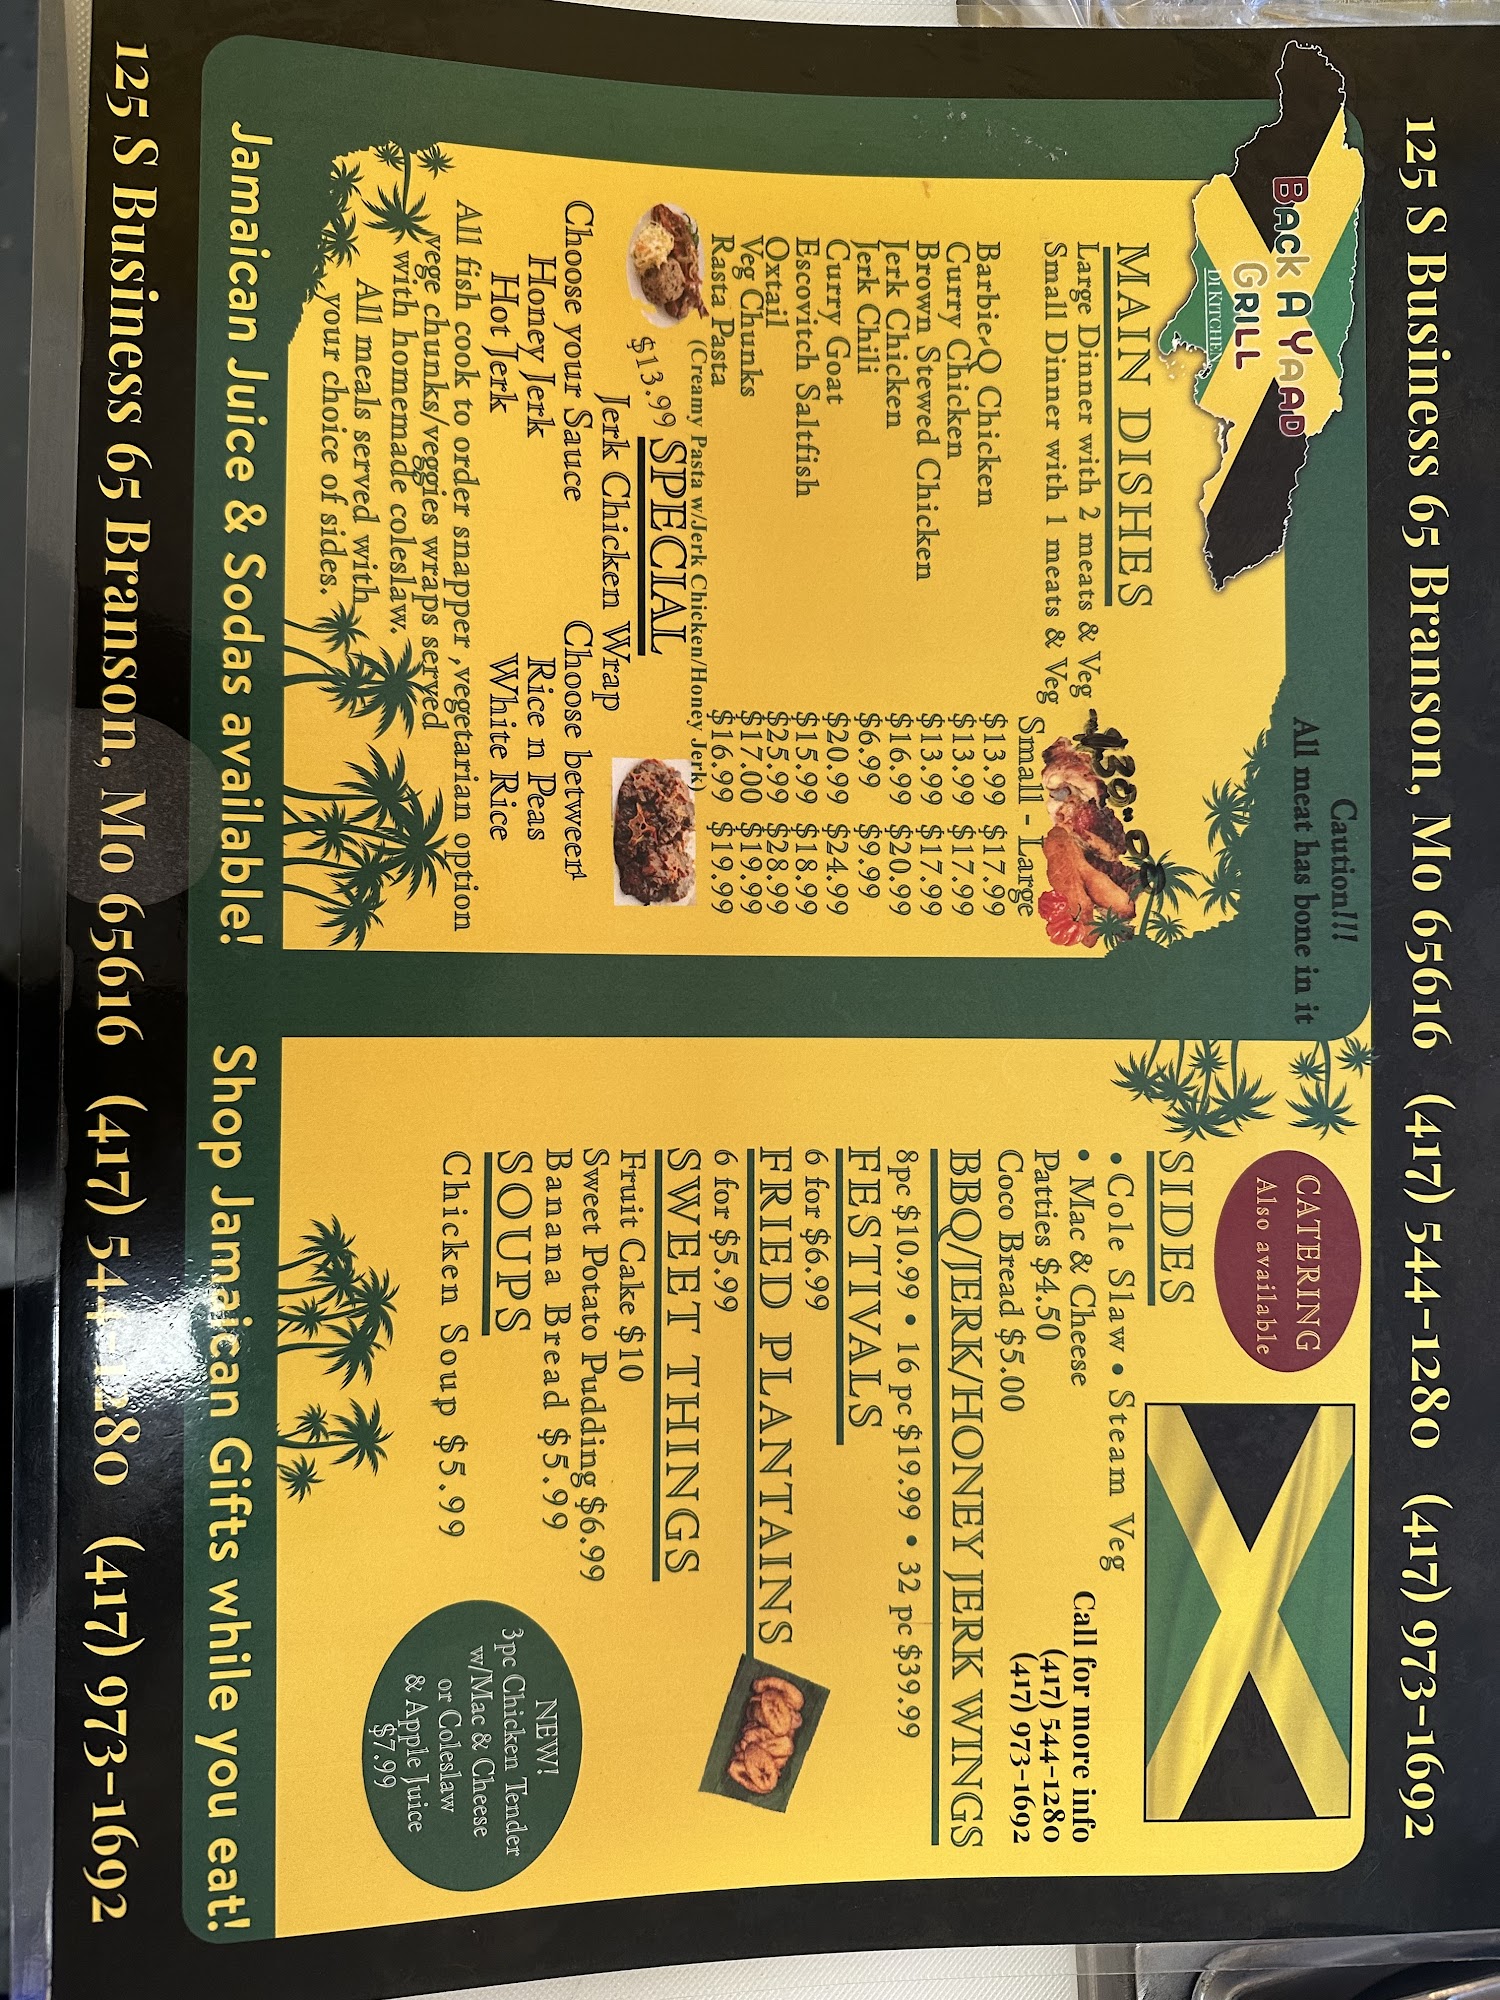 125 S Business 65 Branson, Mo 65616 (417) 544-1280 (417) 973-1692
BACK A YAAD
GRILL
DI KITCHEN
Caution!!!
All meat has bone in it
MAIN DISHES
Large Dinner with 2 meats & Veg
Small Dinner with 1 meats & Veg
Small - Large
Barbie-Q Chicken $13.99 $17.99
Curry Chicken $13.99 $17.99
Brown Stewed Chicken $13.99 $17.99
Jerk Chicken $16.99 $20.99
Jerk Chili $6.99 $9.99
Curry Goat $20.99 $24.99
Escovitch Saltfish $15.99 $18.99
Oxtail $25.99 $28.99
Veg Chunks $17.00 $19.99
Rasta Pasta $16.99 $19.99
(Creamy Pasta w/Jerk Chicken/Honey Jerk)
$13.99 SPECIAL
Jerk Chicken Wrap
Choose your Sauce Choose between
Honey Jerk Rice n Peas
Hot Jerk White Rice
All fish cook to order snapper ,vegetarian option
vege chunks/veggies wraps served
with homemade coleslaw.
All meals served with
your choice of sides.
Jamaican Juice & Sodas available!
CATERING
Also available
SIDES
• Cole Slaw • Steam Veg
• Mac & Cheese
Patties $4.50
Coco Bread $5.00
Call for more info
(417) 544-1280
(417) 973-1692
BBQ/JERK/HONEY JERK WINGS
8pc $10.99 • 16 pc $19.99 • 32 pc $39.99
FESTIVALS
6 for $6.99
FRIED PLANTAINS
6 for $5.99
SWEET THINGS
Fruit Cake $10
Sweet Potato Pudding $6.99
Banana Bread $5.99
SOUPS
Chicken Soup $5.99
NEW!
3pc Chicken Tender
w/Mac & Cheese
or Coleslaw
& Apple Juice
$7.99
Shop Jamaican Gifts while you eat!
125 S Business 65 Branson, Mo 65616 (417) 544-1280 (417) 973-1692